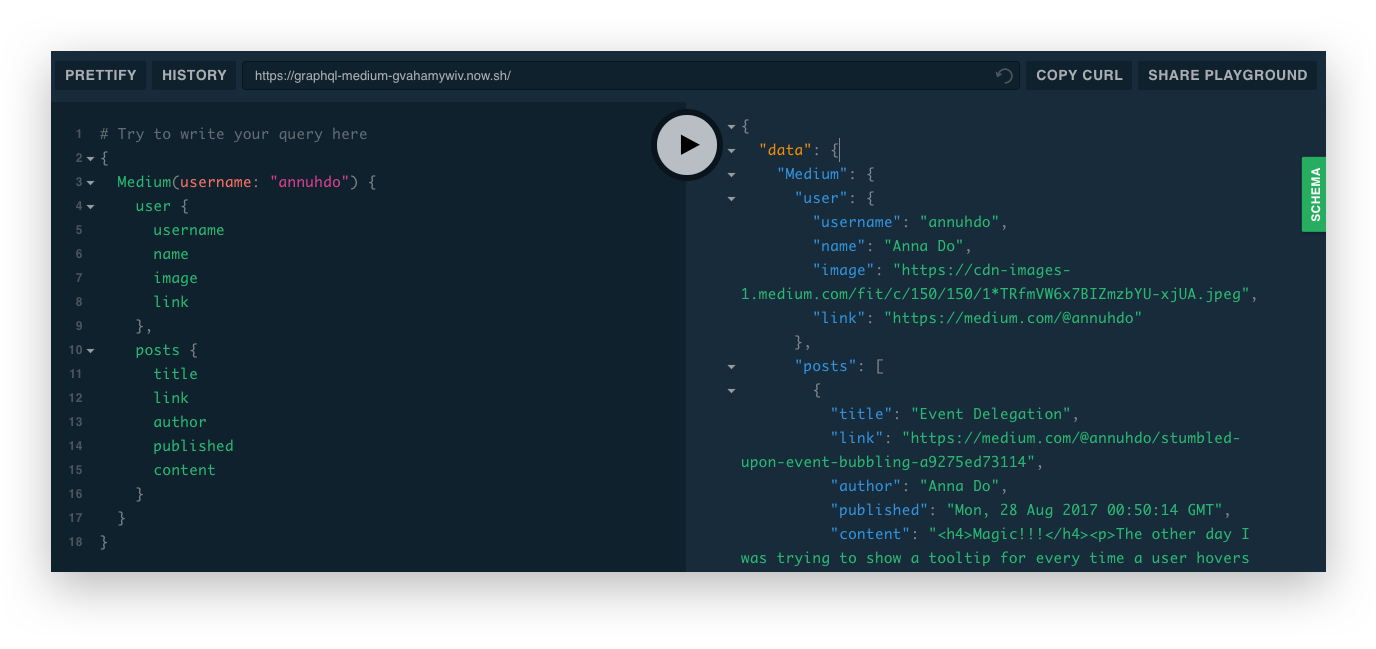 PRETTIFY HISTORY https://graphql-medium-gvahamywiv.now.sh/ COPY CURL SHARE PLAYGROUND
1 # Try to write your query here
2 {
3 Medium(username: "annuhdo") {
4 user {
5 username
6 name
7 image
8 link
9 },
10 posts {
11 title
12 link
13 author
14 published
15 content
16 }
17 }
18 }
{
"data": {
"Medium": {
"user": {
"username": "annuhdo",
"name": "Anna Do",
"image": "https://cdn-images-
1.medium.com/fit/c/150/150/1*TRfmVW6x7BIZmzbYU-xjUA.jpeg",
"link": "https://medium.com/@annuhdo"
},
"posts": [
{
"title": "Event Delegation",
"link": "https://medium.com/@annuhdo/stumbled-
upon-event-bubbling-a9275ed73114",
"author": "Anna Do",
"published": "Mon, 28 Aug 2017 00:50:14 GMT",
"content": "<h4>Magic!!!</h4><p>The other day I
was trying to show a tooltip for every time a user hovers
SCHEMA